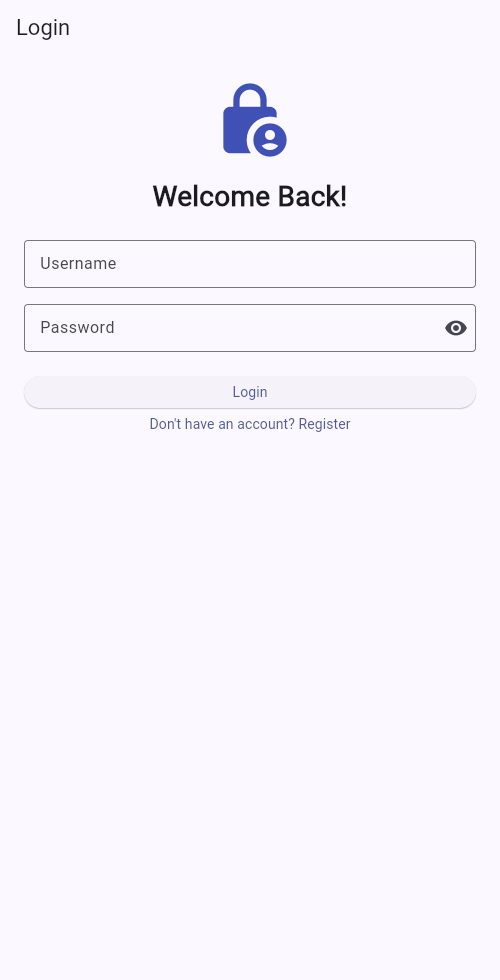 Login
Welcome Back!
Username
Password
Login
Don't have an account? Register